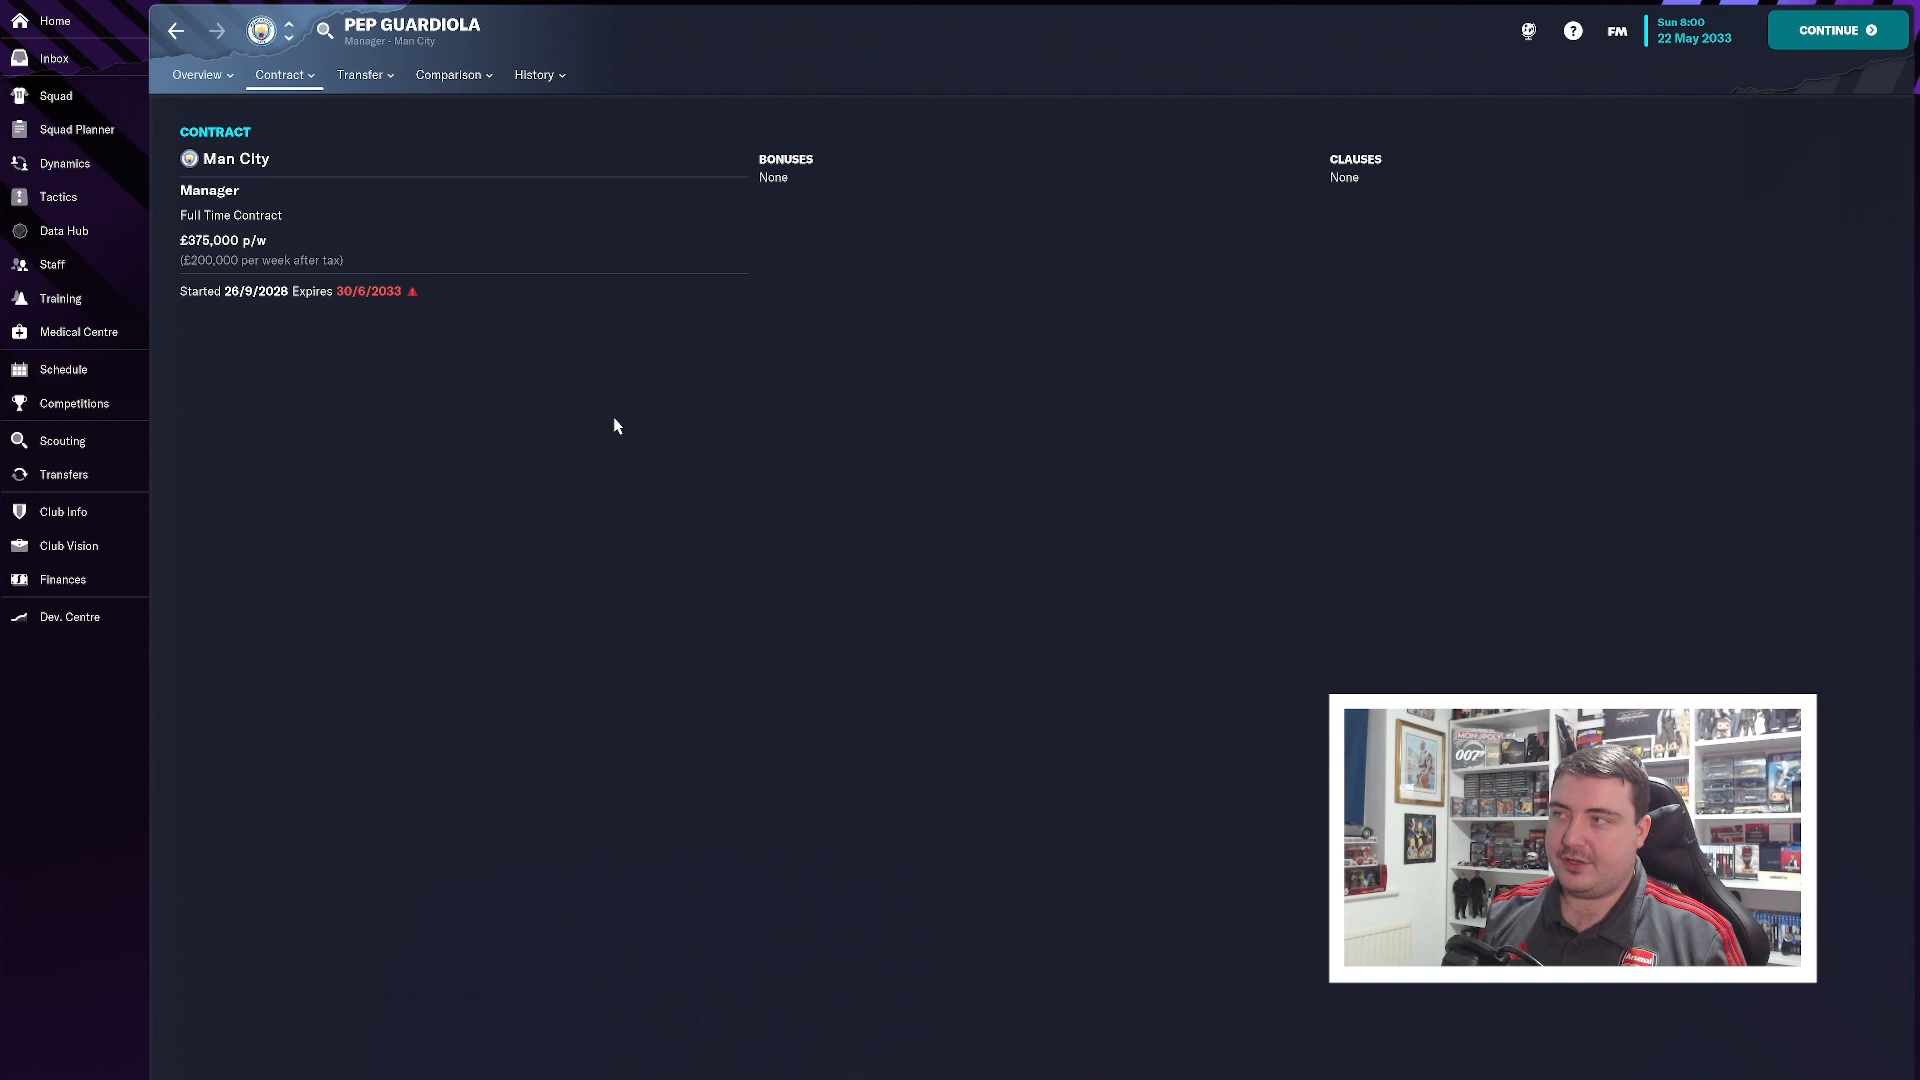 Home
Inbox
Squad
Squad Planner
Dynamics
Tactics
Data Hub
Staff
Training
Medical Centre
Schedule
Competitions
Scouting
Transfers
Club Info
Club Vision
Finances
Dev. Centre
PEP GUARDIOLA
Manager - Man City
FM
Sun 8:00
22 May 2033
CONTINUE
Overview
Contract
Transfer
Comparison
History
CONTRACT
Man City
Manager
Full Time Contract
£375,000 p/w
(£200,000 per week after tax)
Started 26/9/2028 Expires 30/6/2033
BONUSES
None
CLAUSES
None
MONOPOLY
007
Arsenal